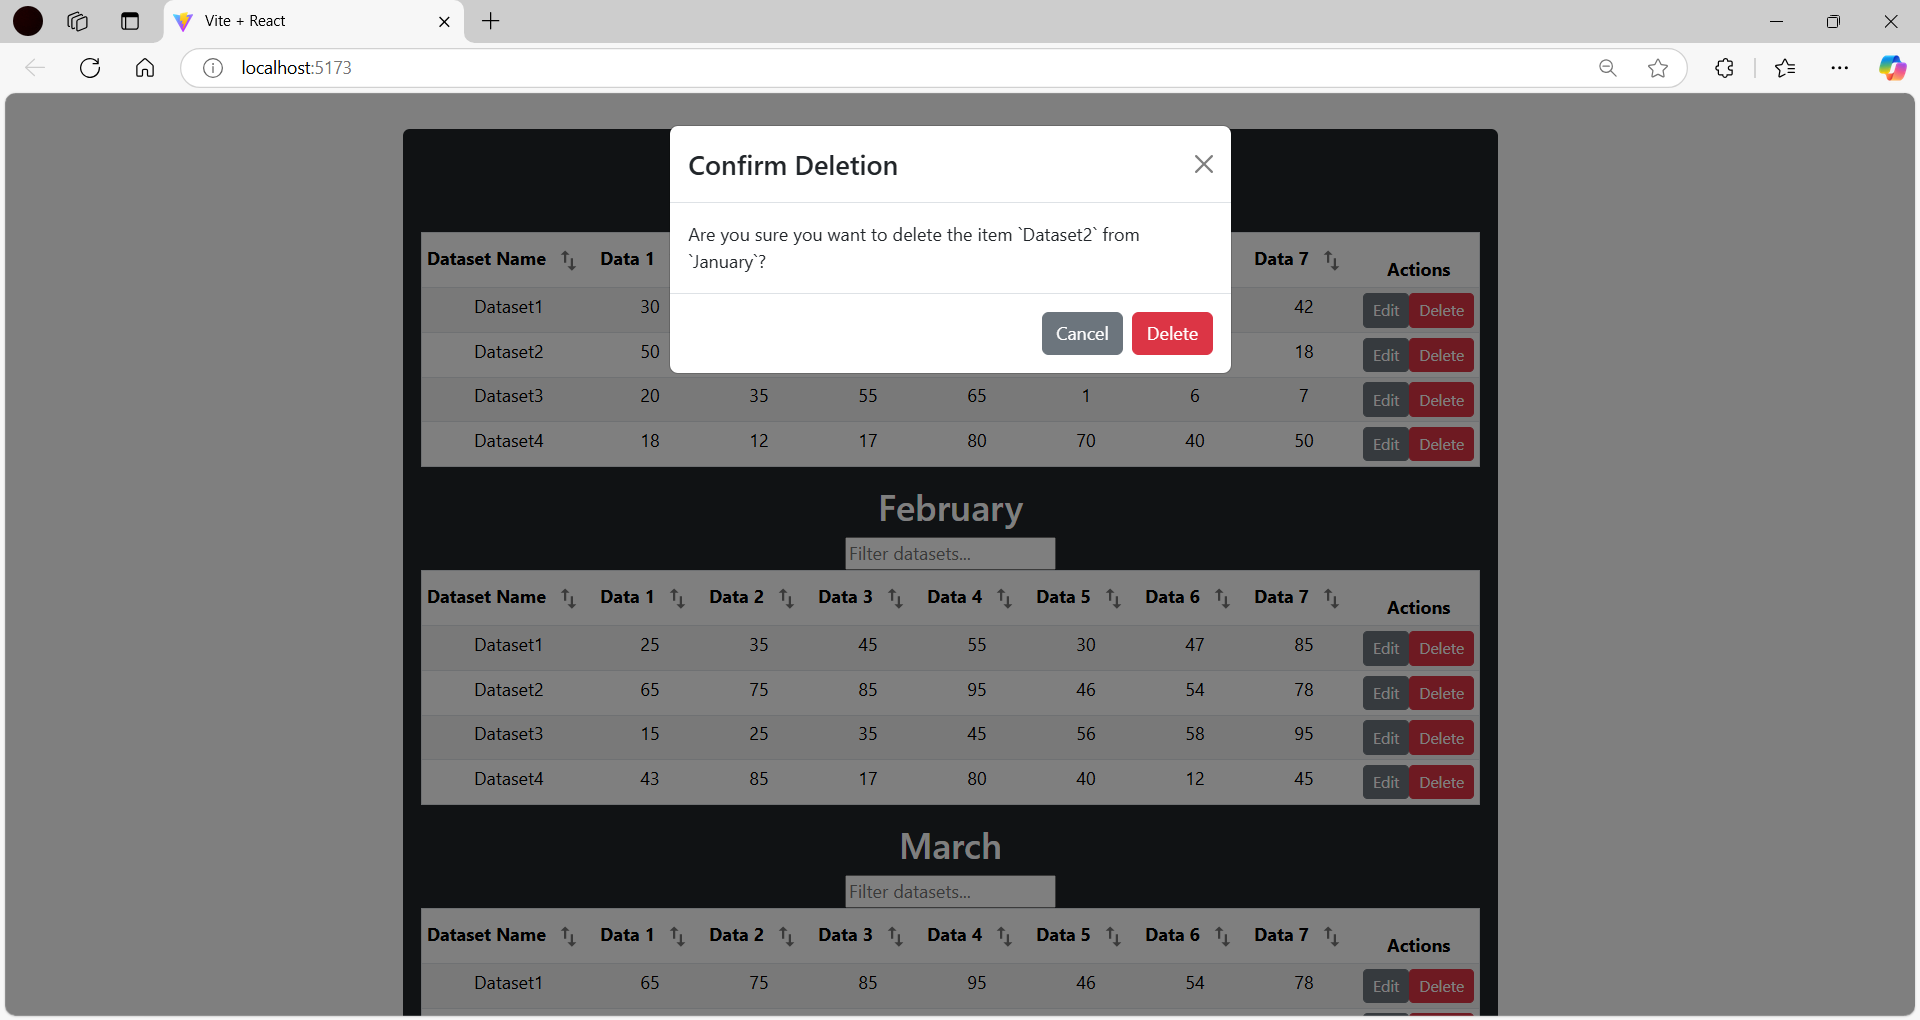 Vite + React
localhost:5173
Confirm Deletion
Are you sure you want to delete the item `Dataset2` from
`January`?
Cancel Delete
Dataset Name Data 1 Data 7 Actions
Dataset1 30 42 Edit Delete
Dataset2 50 18 Edit Delete
Dataset3 20 35 55 65 1 6 7 Edit Delete
Dataset4 18 12 17 80 70 40 50 Edit Delete
February
Filter datasets...
Dataset Name Data 1 Data 2 Data 3 Data 4 Data 5 Data 6 Data 7 Actions
Dataset1 25 35 45 55 30 47 85 Edit Delete
Dataset2 65 75 85 95 46 54 78 Edit Delete
Dataset3 15 25 35 45 56 58 95 Edit Delete
Dataset4 43 85 17 80 40 12 45 Edit Delete
March
Filter datasets...
Dataset Name Data 1 Data 2 Data 3 Data 4 Data 5 Data 6 Data 7 Actions
Dataset1 65 75 85 95 46 54 78 Edit Delete